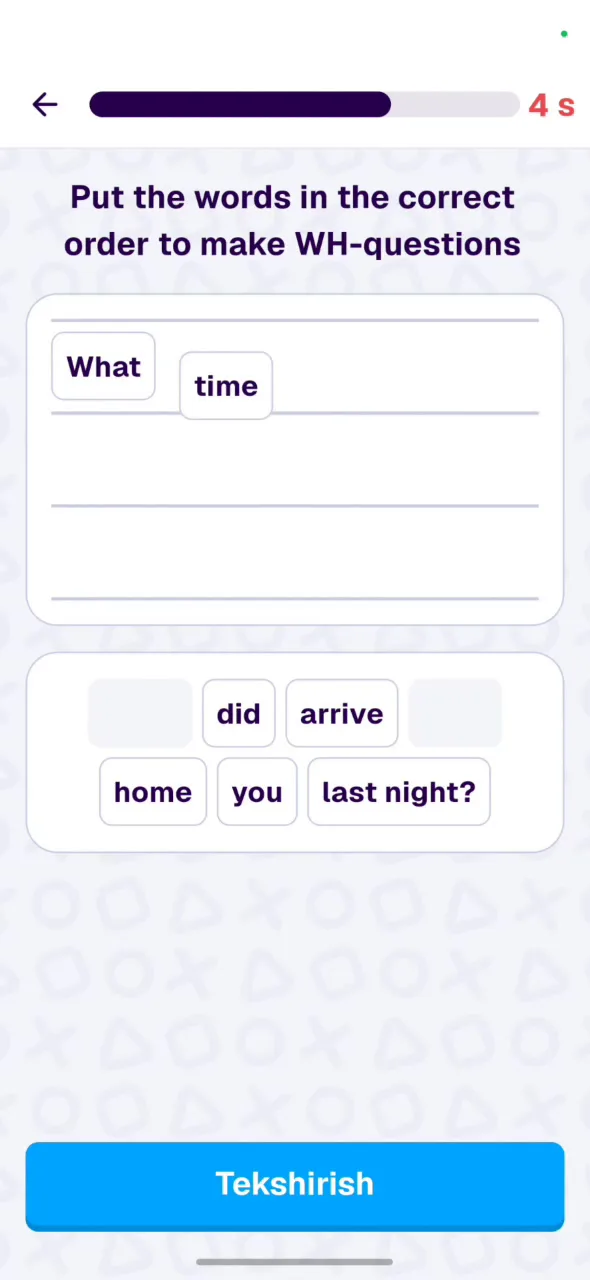 4 s
Put the words in the correct
order to make WH-questions
What time
did arrive
home you last night?
Tekshirish